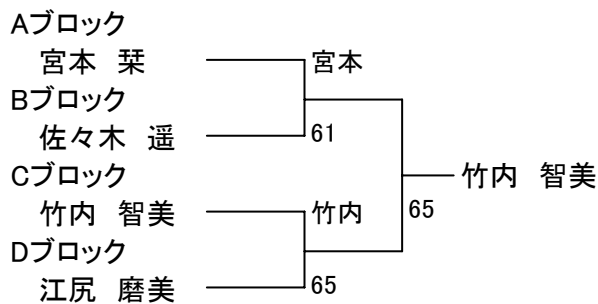 Aブロック
宮本　栞
宮本
Bブロック
佐々木　遥
61
Cブロック
竹内　智美
65
竹内　智美
竹内
Dブロック
江尻　磨美
65